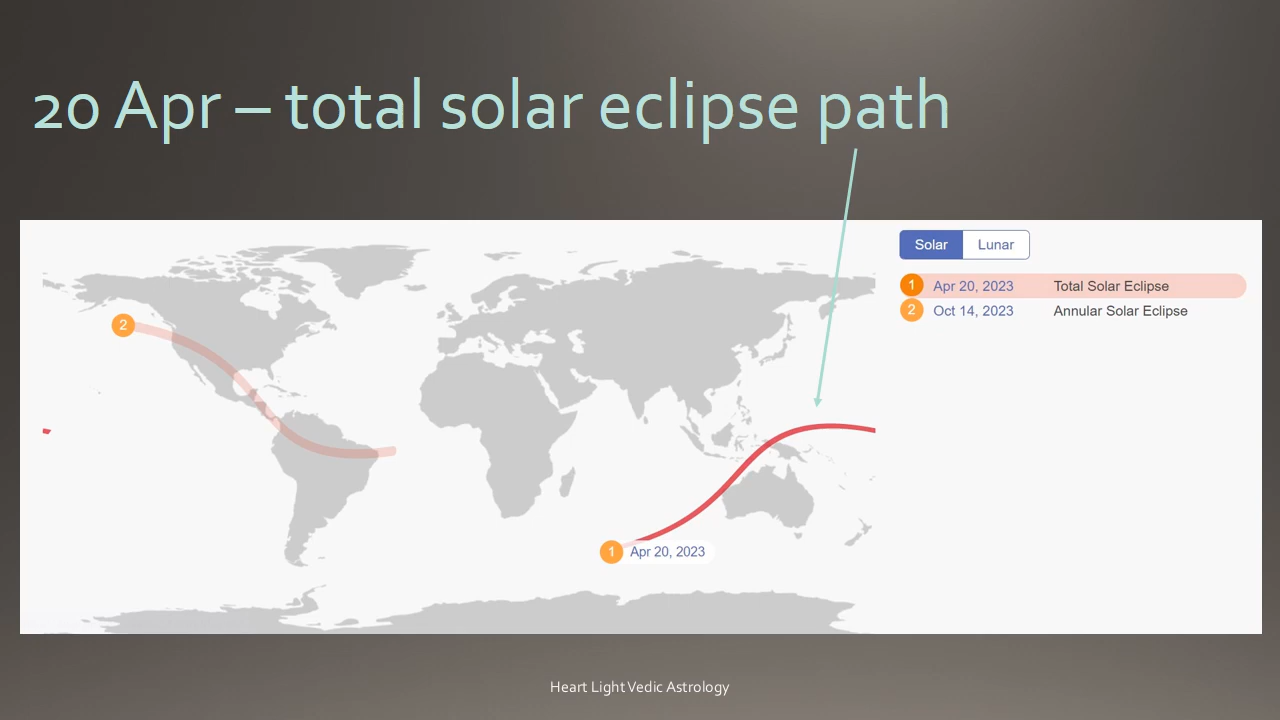 20 Apr – total solar eclipse path
Solar Lunar
1 Apr 20, 2023 Total Solar Eclipse
2 Oct 14, 2023 Annular Solar Eclipse
2
1 Apr 20, 2023
Heart Light Vedic Astrology